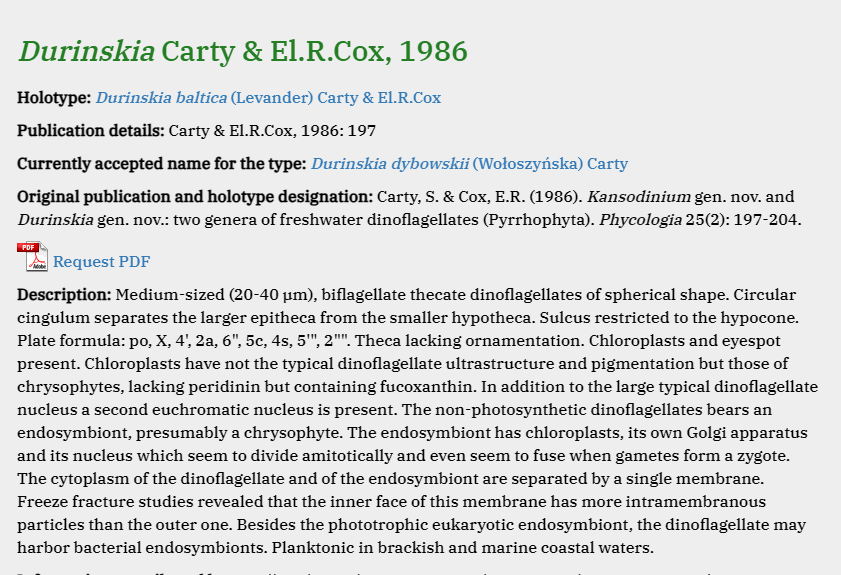 Durinskia Carty & El.R.Cox, 1986
Holotype: Durinskia baltica (Levander) Carty & El.R.Cox
Publication details: Carty & El.R.Cox, 1986: 197
Currently accepted name for the type: Durinskia dybowskii (Wołoszyńska) Carty
Original publication and holotype designation: Carty, S. & Cox, E.R. (1986). Kansodinium gen. nov. and
Durinskia gen. nov.: two genera of freshwater dinoflagellates (Pyrrhophyta). Phycologia 25(2): 197-204.
PDF Adobe Request PDF
Description: Medium-sized (20-40 µm), biflagellate thecate dinoflagellates of spherical shape. Circular
cingulum separates the larger epitheca from the smaller hypotheca. Sulcus restricted to the hypocone.
Plate formula: po, X, 4', 2a, 6", 5c, 4s, 5'", 2"". Theca lacking ornamentation. Chloroplasts and eyespot
present. Chloroplasts have not the typical dinoflagellate ultrastructure and pigmentation but those of
chrysophytes, lacking peridinin but containing fucoxanthin. In addition to the large typical dinoflagellate
nucleus a second euchromatic nucleus is present. The non-photosynthetic dinoflagellates bears an
endosymbiont, presumably a chrysophyte. The endosymbiont has chloroplasts, its own Golgi apparatus
and its nucleus which seem to divide amitotically and even seem to fuse when gametes form a zygote.
The cytoplasm of the dinoflagellate and of the endosymbiont are separated by a single membrane.
Freeze fracture studies revealed that the inner face of this membrane has more intramembranous
particles than the outer one. Besides the phototrophic eukaryotic endosymbiont, the dinoflagellate may
harbor bacterial endosymbionts. Planktonic in brackish and marine coastal waters.